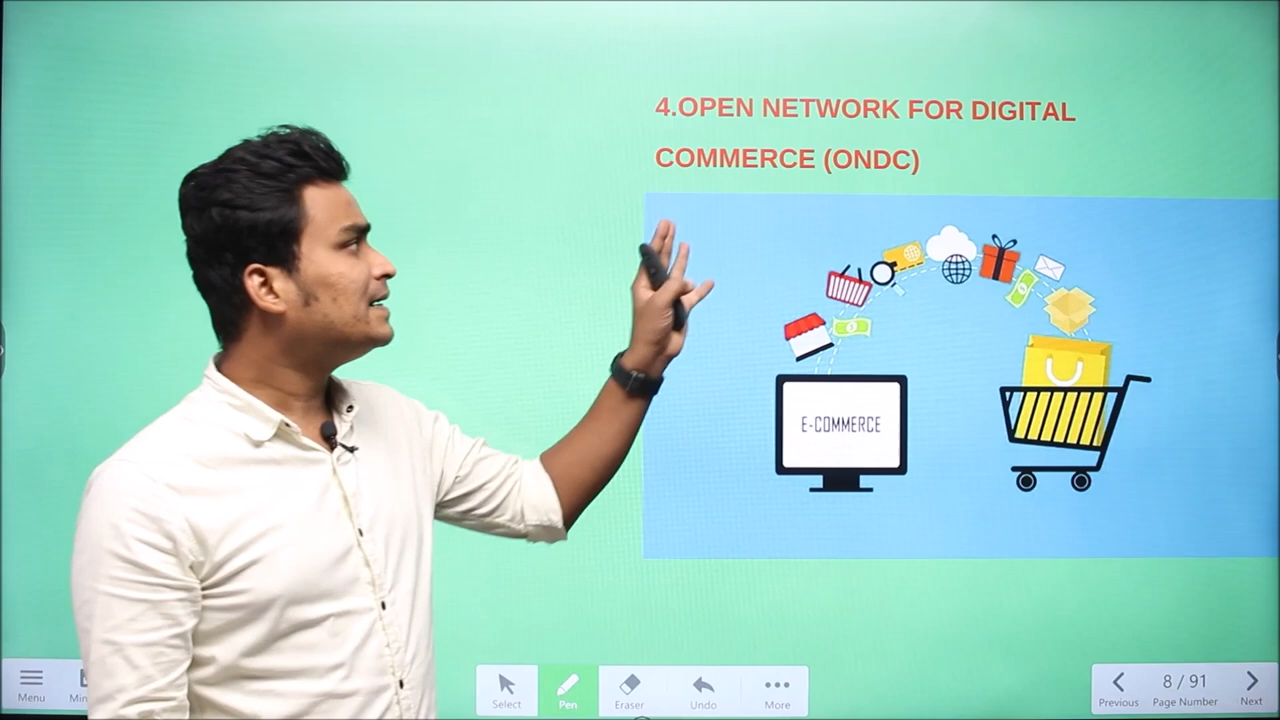 4.OPEN NETWORK FOR DIGITAL
COMMERCE (ONDC)
E-COMMERCE
Menu
Select
Pen
Eraser
Undo
More
Previous
8 / 91
Page Number
Next